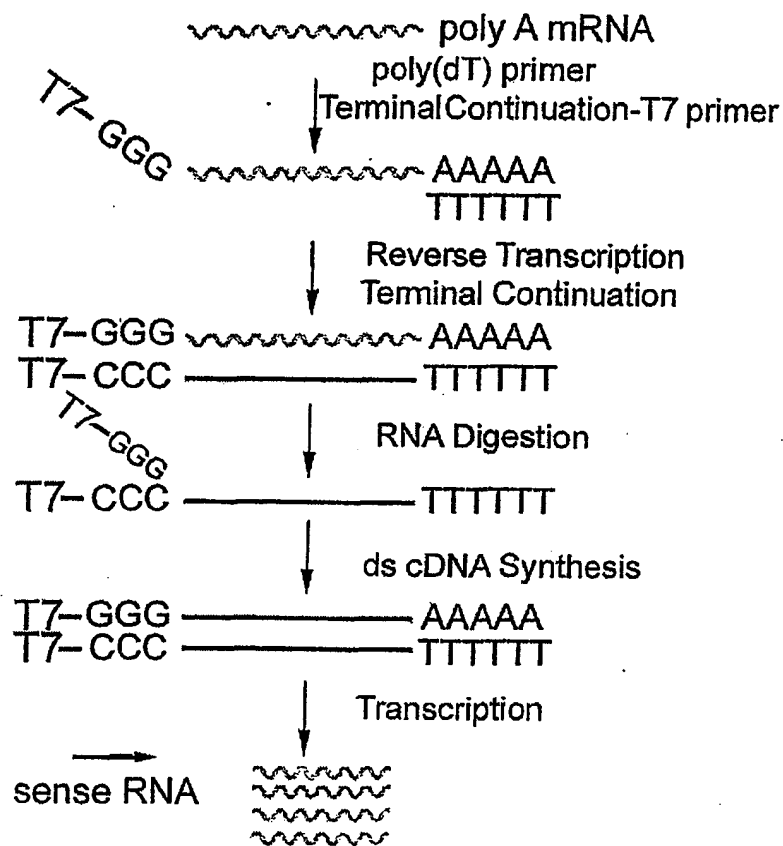 poly A mRNA
poly(dT) primer
Terminal Continuation-T7 primer
T7-GGG
AAAAA
TTTTTT
Reverse Transcription
Terminal Continuation
T7-GGG AAAAA
T7-CCC TTTTTT
T7-GGG
RNA Digestion
T7-CCC TTTTTT
ds cDNA Synthesis
T7-GGG AAAAA
T7-CCC TTTTTT
Transcription
sense RNA